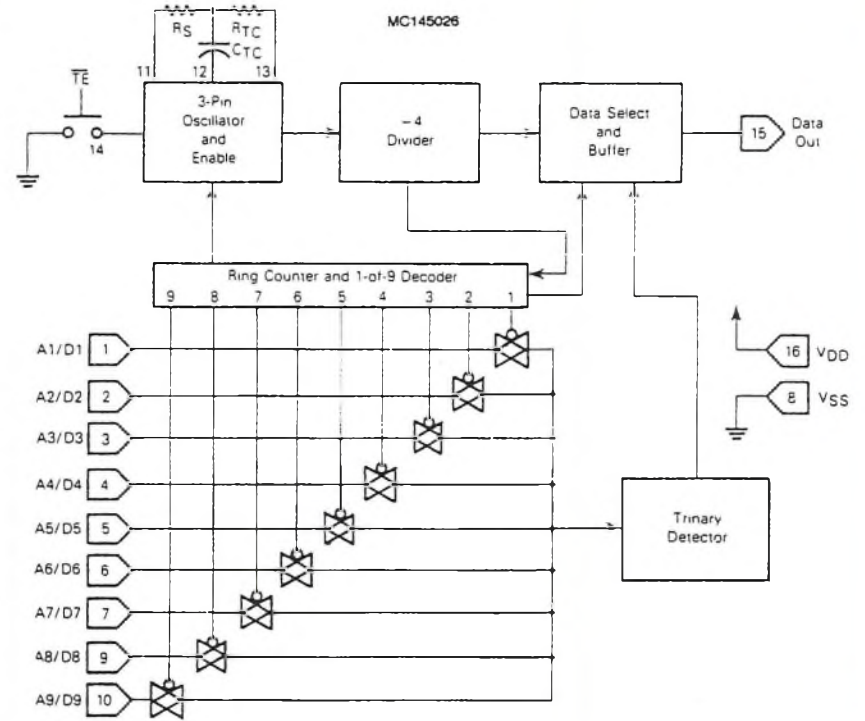 MC145026
RS
RTC
CTC
11
12
13
TE
14
3-Pin
Oscillator
and
Enable
÷4
Divider
Data Select
and
Buffer
15
Data
Out
Ring Counter and 1-of-9 Decoder
9 8 7 6 5 4 3 2 1
A1/D1 1
A2/D2 2
A3/D3 3
A4/D4 4
A5/D5 5
A6/D6 6
A7/D7 7
A8/D8 9
A9/D9 10
16 VDD
8 VSS
Trinary
Detector